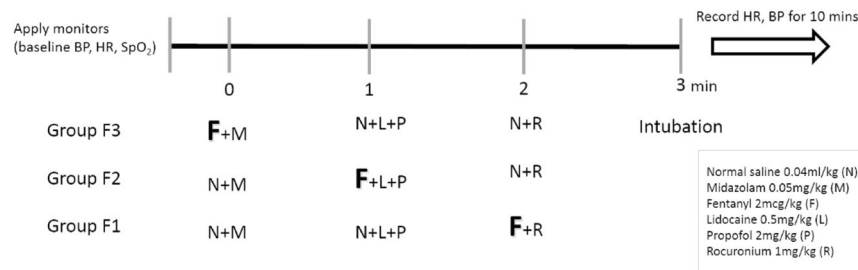 Apply monitors
(baseline BP, HR, SpO₂)
Record HR, BP for 10 mins
0 1 2 3 min
Group F3 F+M N+L+P N+R Intubation
Group F2 N+M F+L+P N+R
Group F1 N+M N+L+P F+R
Normal saline 0.04ml/kg (N)
Midazolam 0.05mg/kg (M)
Fentanyl 2mcg/kg (F)
Lidocaine 0.5mg/kg (L)
Propofol 2mg/kg (P)
Rocuronium 1mg/kg (R)